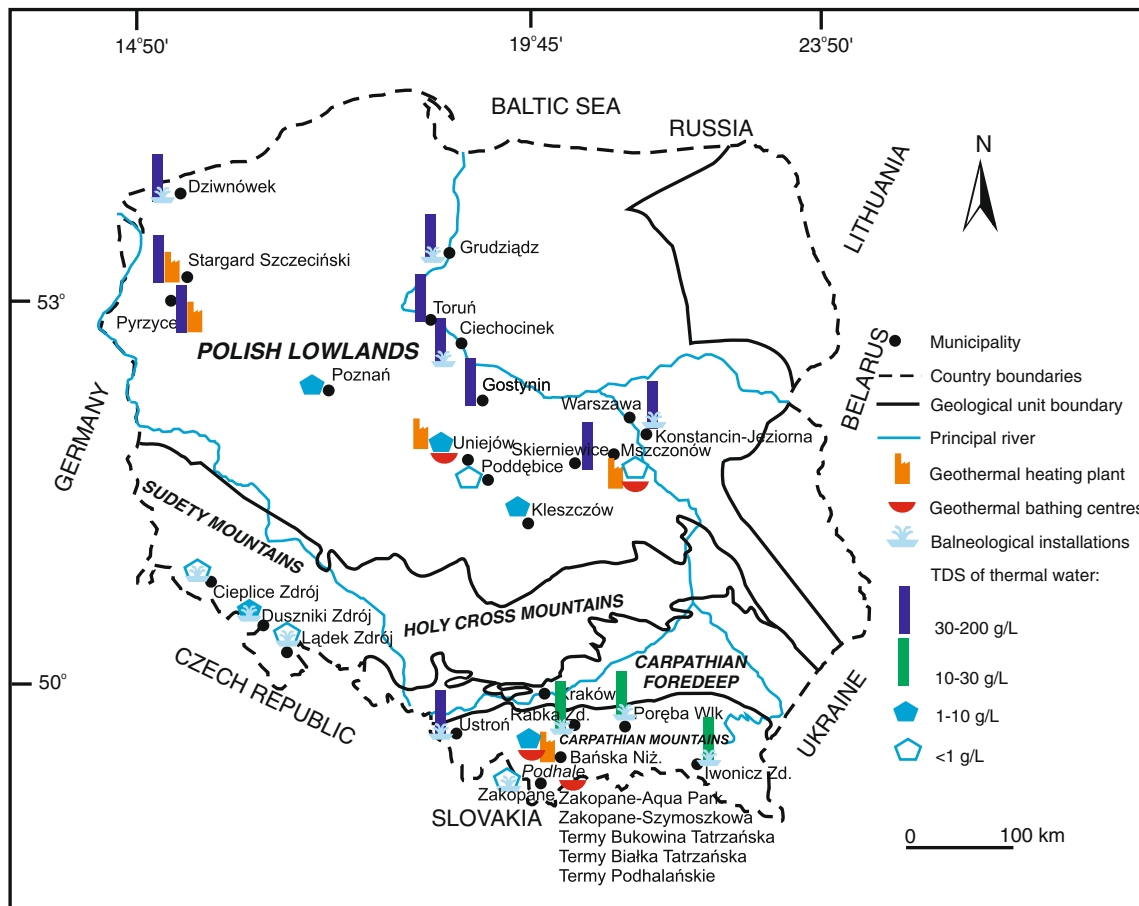 14°50'
19°45'
23°50'
BALTIC SEA
RUSSIA
N
LITHUANIA
Dziwnówek
Grudziądz
Stargard Szczeciński
53°
Toruń
Pyrzyce
Ciechocinek
POLISH LOWLANDS
Poznań
Gostynin
BELARUS
Warszawa
Konstancin-Jeziorna
GERMANY
Uniejów
Skierniewice
Mszczonów
Poddębice
Kleszczów
SUDETY MOUNTAINS
Cieplice Zdrój
Duszniki Zdrój
Lądek Zdrój
HOLY CROSS MOUNTAINS
CZECH REPUBLIC
50°
CARPATHIAN
FOREDEEP
UKRAINE
Kraków
Rabka Zd.
Poręba Wlk
Ustroń
CARPATHIAN MOUNTAINS
Bańska Niż.
Iwonicz Zd.
Podhale
Zakopane
SLOVAKIA
Zakopane-Aqua Park
Zakopane-Szymoszkowa
Termy Bukowina Tatrzańska
Termy Białka Tatrzańska
Termy Podhalańskie
Municipality
Country boundaries
Geological unit boundary
Principal river
Geothermal heating plant
Geothermal bathing centres
Balneological installations
TDS of thermal water:
30-200 g/L
10-30 g/L
1-10 g/L
<1 g/L
0 100 km